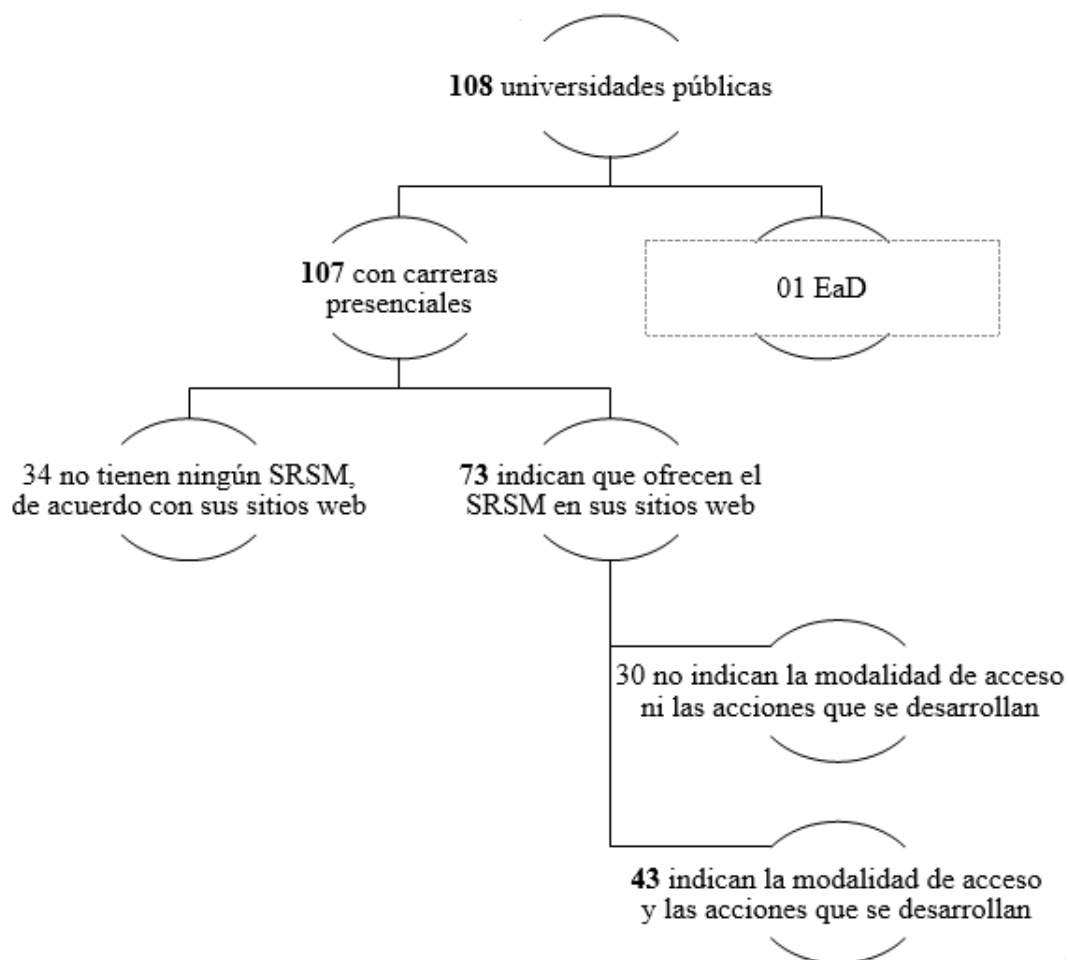 108 universidades públicas
107 con carreras
presenciales
01 EaD
34 no tienen ningún SRSM,
de acuerdo con sus sitios web
73 indican que ofrecen el
SRSM en sus sitios web
30 no indican la modalidad de acceso
ni las acciones que se desarrollan
43 indican la modalidad de acceso
y las acciones que se desarrollan